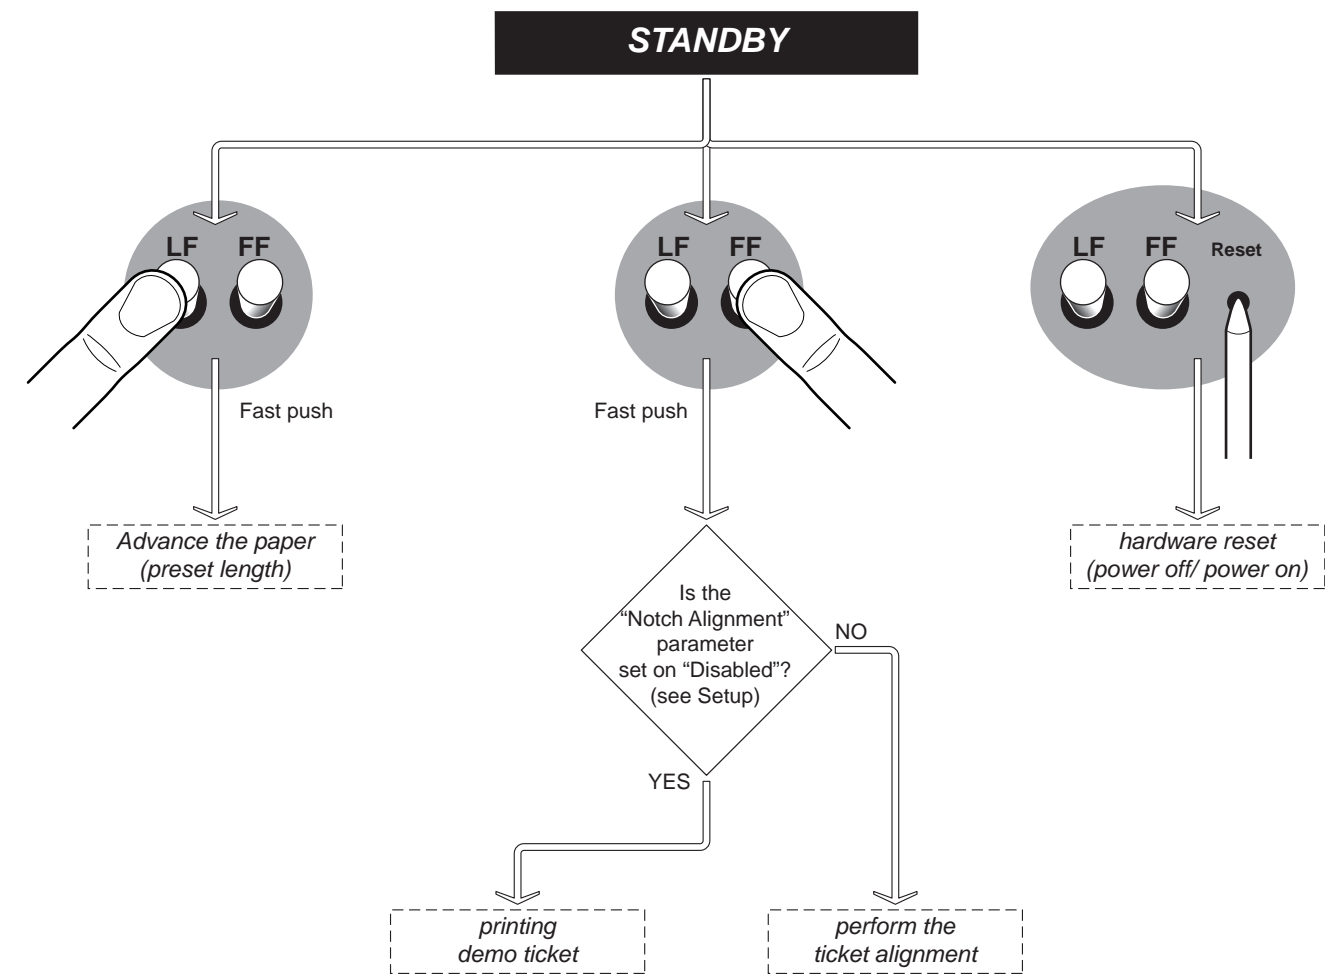 STANDBY
LF FF
LF FF
LF FF Reset
Fast push
Fast push
Advance the paper
(preset length)
hardware reset
(power off/ power on)
Is the
“Notch Alignment”
parameter
set on “Disabled”?
(see Setup)
NO
YES
printing
demo ticket
perform the
ticket alignment